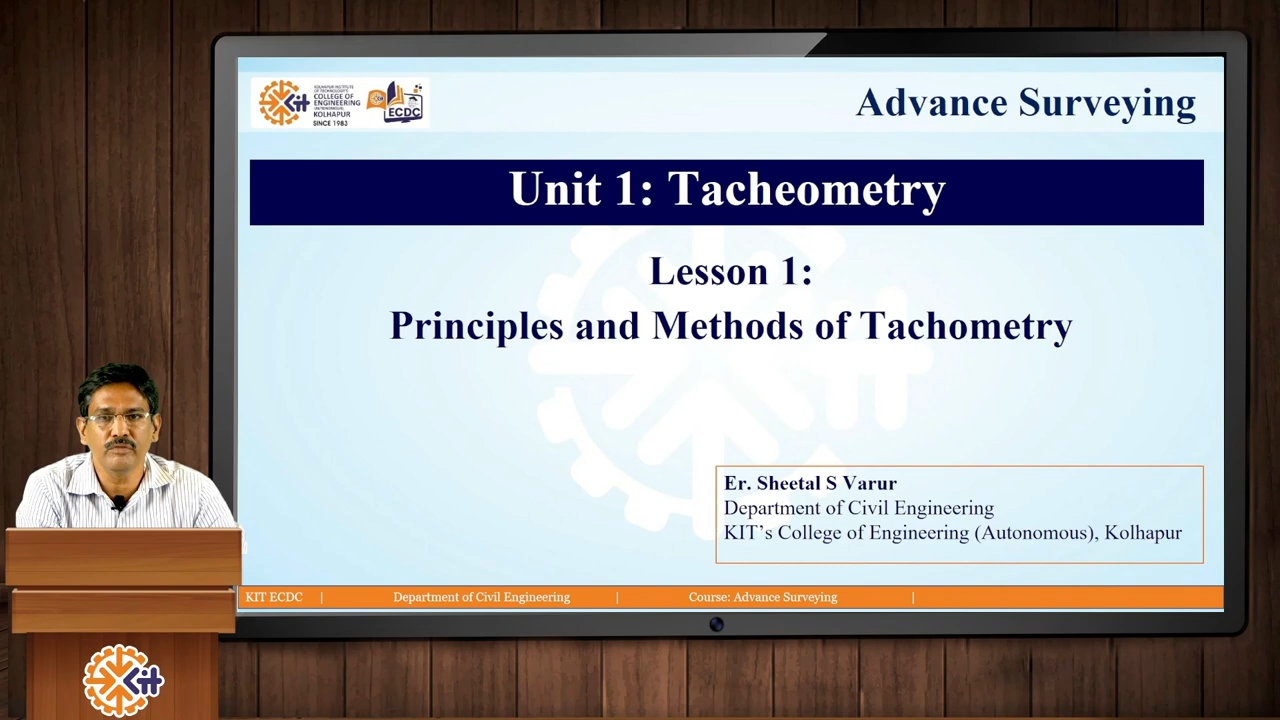 KOLHAPUR INSTITUTE
OF TECHNOLOGY'S
COLLEGE OF
ENGINEERING
(AUTONOMOUS),
KOLHAPUR
SINCE 1983
Kit
ECDC
Advance Surveying
Unit 1: Tacheometry
Lesson 1:
Principles and Methods of Tachometry
Er. Sheetal S Varur
Department of Civil Engineering
KIT’s College of Engineering (Autonomous), Kolhapur
KIT ECDC | Department of Civil Engineering | Course: Advance Surveying |
Kit